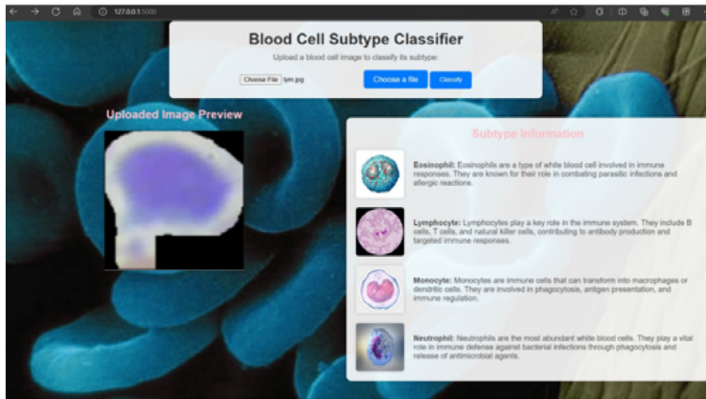 127.0.0.1:5000
Blood Cell Subtype Classifier
Upload a blood cell image to classify its subtype:
Choose File lym.jpg
Choose a file
Classify
Uploaded Image Preview
Subtype Information
Eosinophil: Eosinophils are a type of while blood cell involved in immune
responses. They are known for their role in combating parasitic infections and
allergic reactions.
Lymphocyte: Lymphocytes play a key role in the immune system. They include B
cells, T cells, and natural killer cells, contributing to antibody production and
targeted immune responses.
Monocyte: Monocytes are immune cells that can transform into macrophages or
dendritic cells. They are involved in phagocytosis, antigen presentation, and
immune regulation.
Neutrophil: Neutrophils are the most abundant white blood cells. They play a vital
role in immune defense against bacterial infections through phagocytosis and
release of antimicrobial agents.